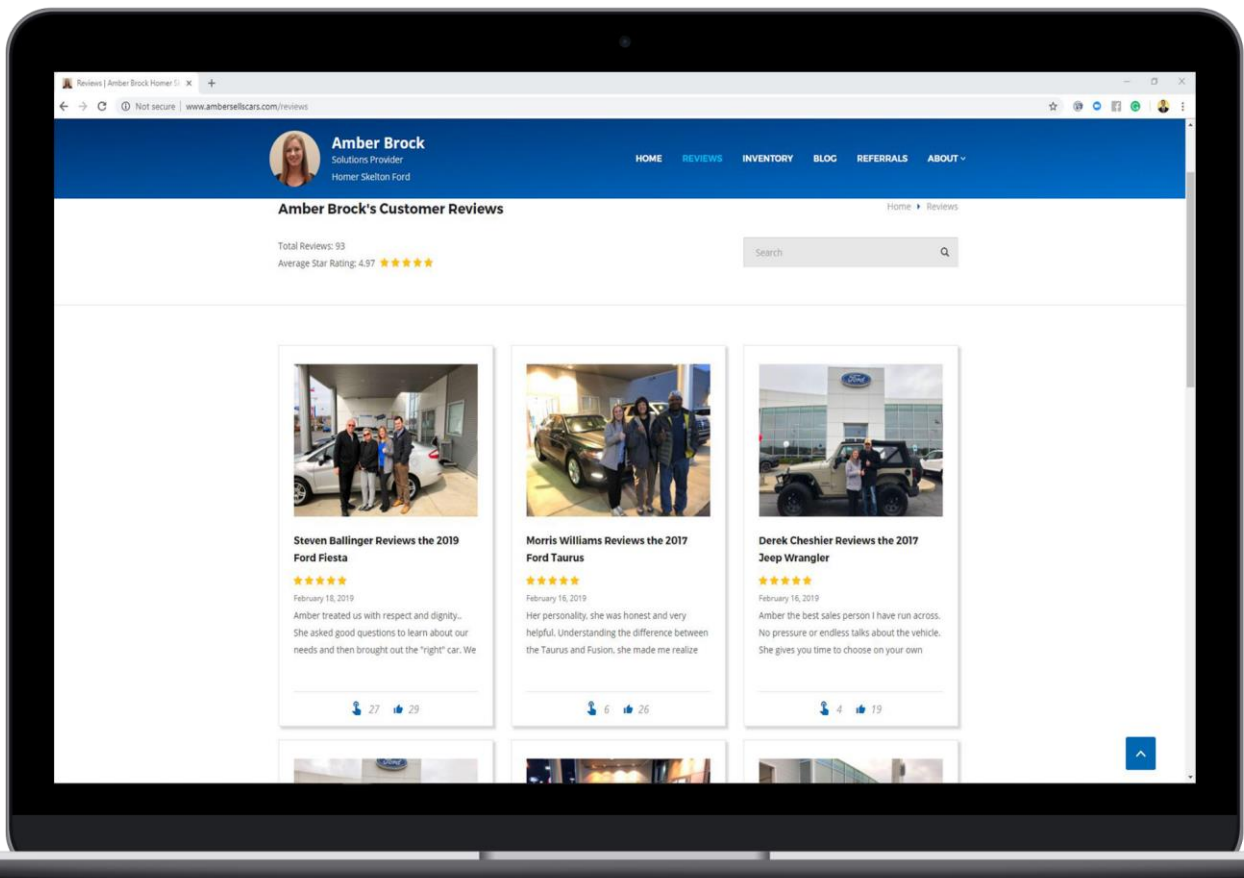 Reviews | Amber Brock Homer S
Not secure | www.ambersellscars.com/reviews
Amber Brock
Solutions Provider
Homer Skelton Ford
HOME REVIEWS INVENTORY BLOG REFERRALS ABOUT
Amber Brock's Customer Reviews
Home Reviews
Total Reviews: 93
Average Star Rating: 4.97
Search
Ford
Steven Ballinger Reviews the 2019
Ford Fiesta
February 18, 2019
Amber treated us with respect and dignity..
She asked good questions to learn about our
needs and then brought out the "right" car. We
27 29
Morris Williams Reviews the 2017
Ford Taurus
February 16, 2019
Her personality, she was honest and very
helpful. Understanding the difference between
the Taurus and Fusion, she made me realize
6 26
Derek Cheshier Reviews the 2017
Jeep Wrangler
February 16, 2019
Amber the best sales person I have run across.
No pressure or endless talks about the vehicle.
She gives you time to choose on your own
4 19
Ford